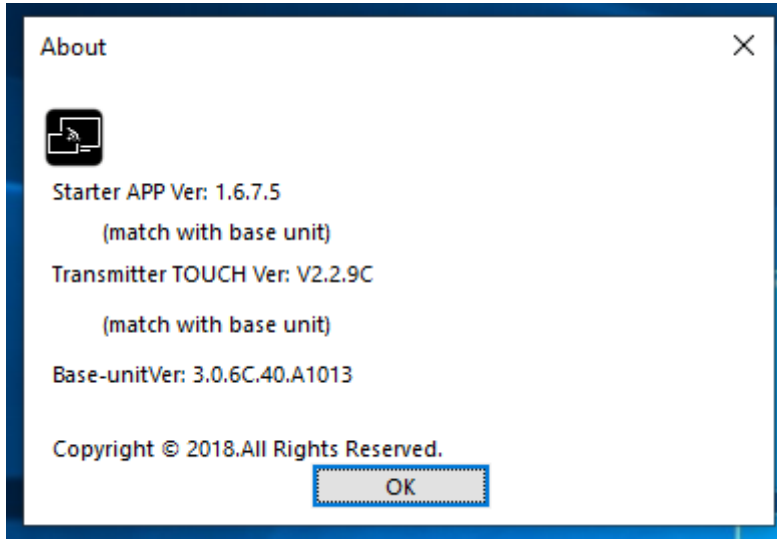 About
Starter APP Ver: 1.6.7.5
(match with base unit)
Transmitter TOUCH Ver: V2.2.9C
(match with base unit)
Base-unitVer: 3.0.6C.40.A1013
Copyright © 2018.All Rights Reserved.
OK